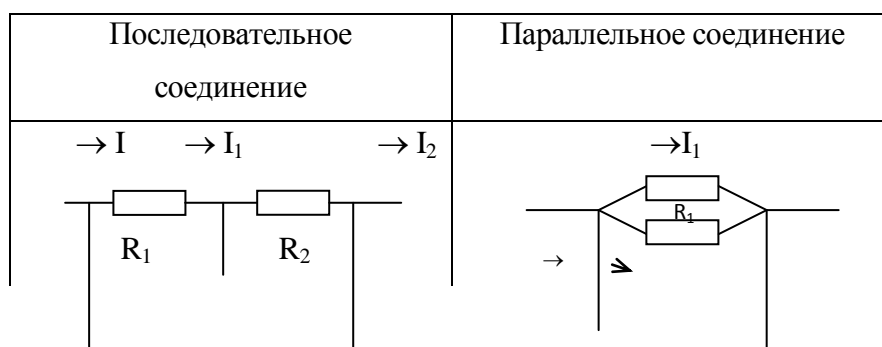 Последовательное
соединение
Параллельное соединение
→ I → I₁ → I₂
R₁ R₂
→I₁
R₁
→